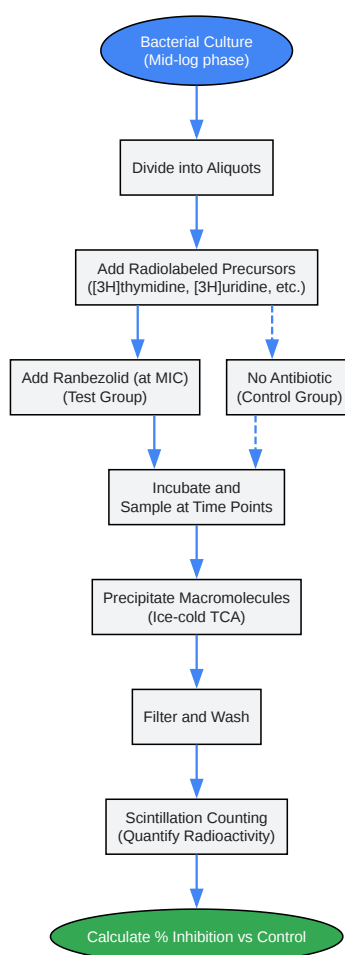 Bacterial Culture
(Mid-log phase)
Divide into Aliquots
Add Radiolabeled Precursors
([3H]thymidine, [3H]uridine, etc.)
Add Ranbezolid (at MIC)
(Test Group)
No Antibiotic
(Control Group)
Incubate and
Sample at Time Points
Precipitate Macromolecules
(Ice-cold TCA)
Filter and Wash
Scintillation Counting
(Quantify Radioactivity)
Calculate % Inhibition vs Control